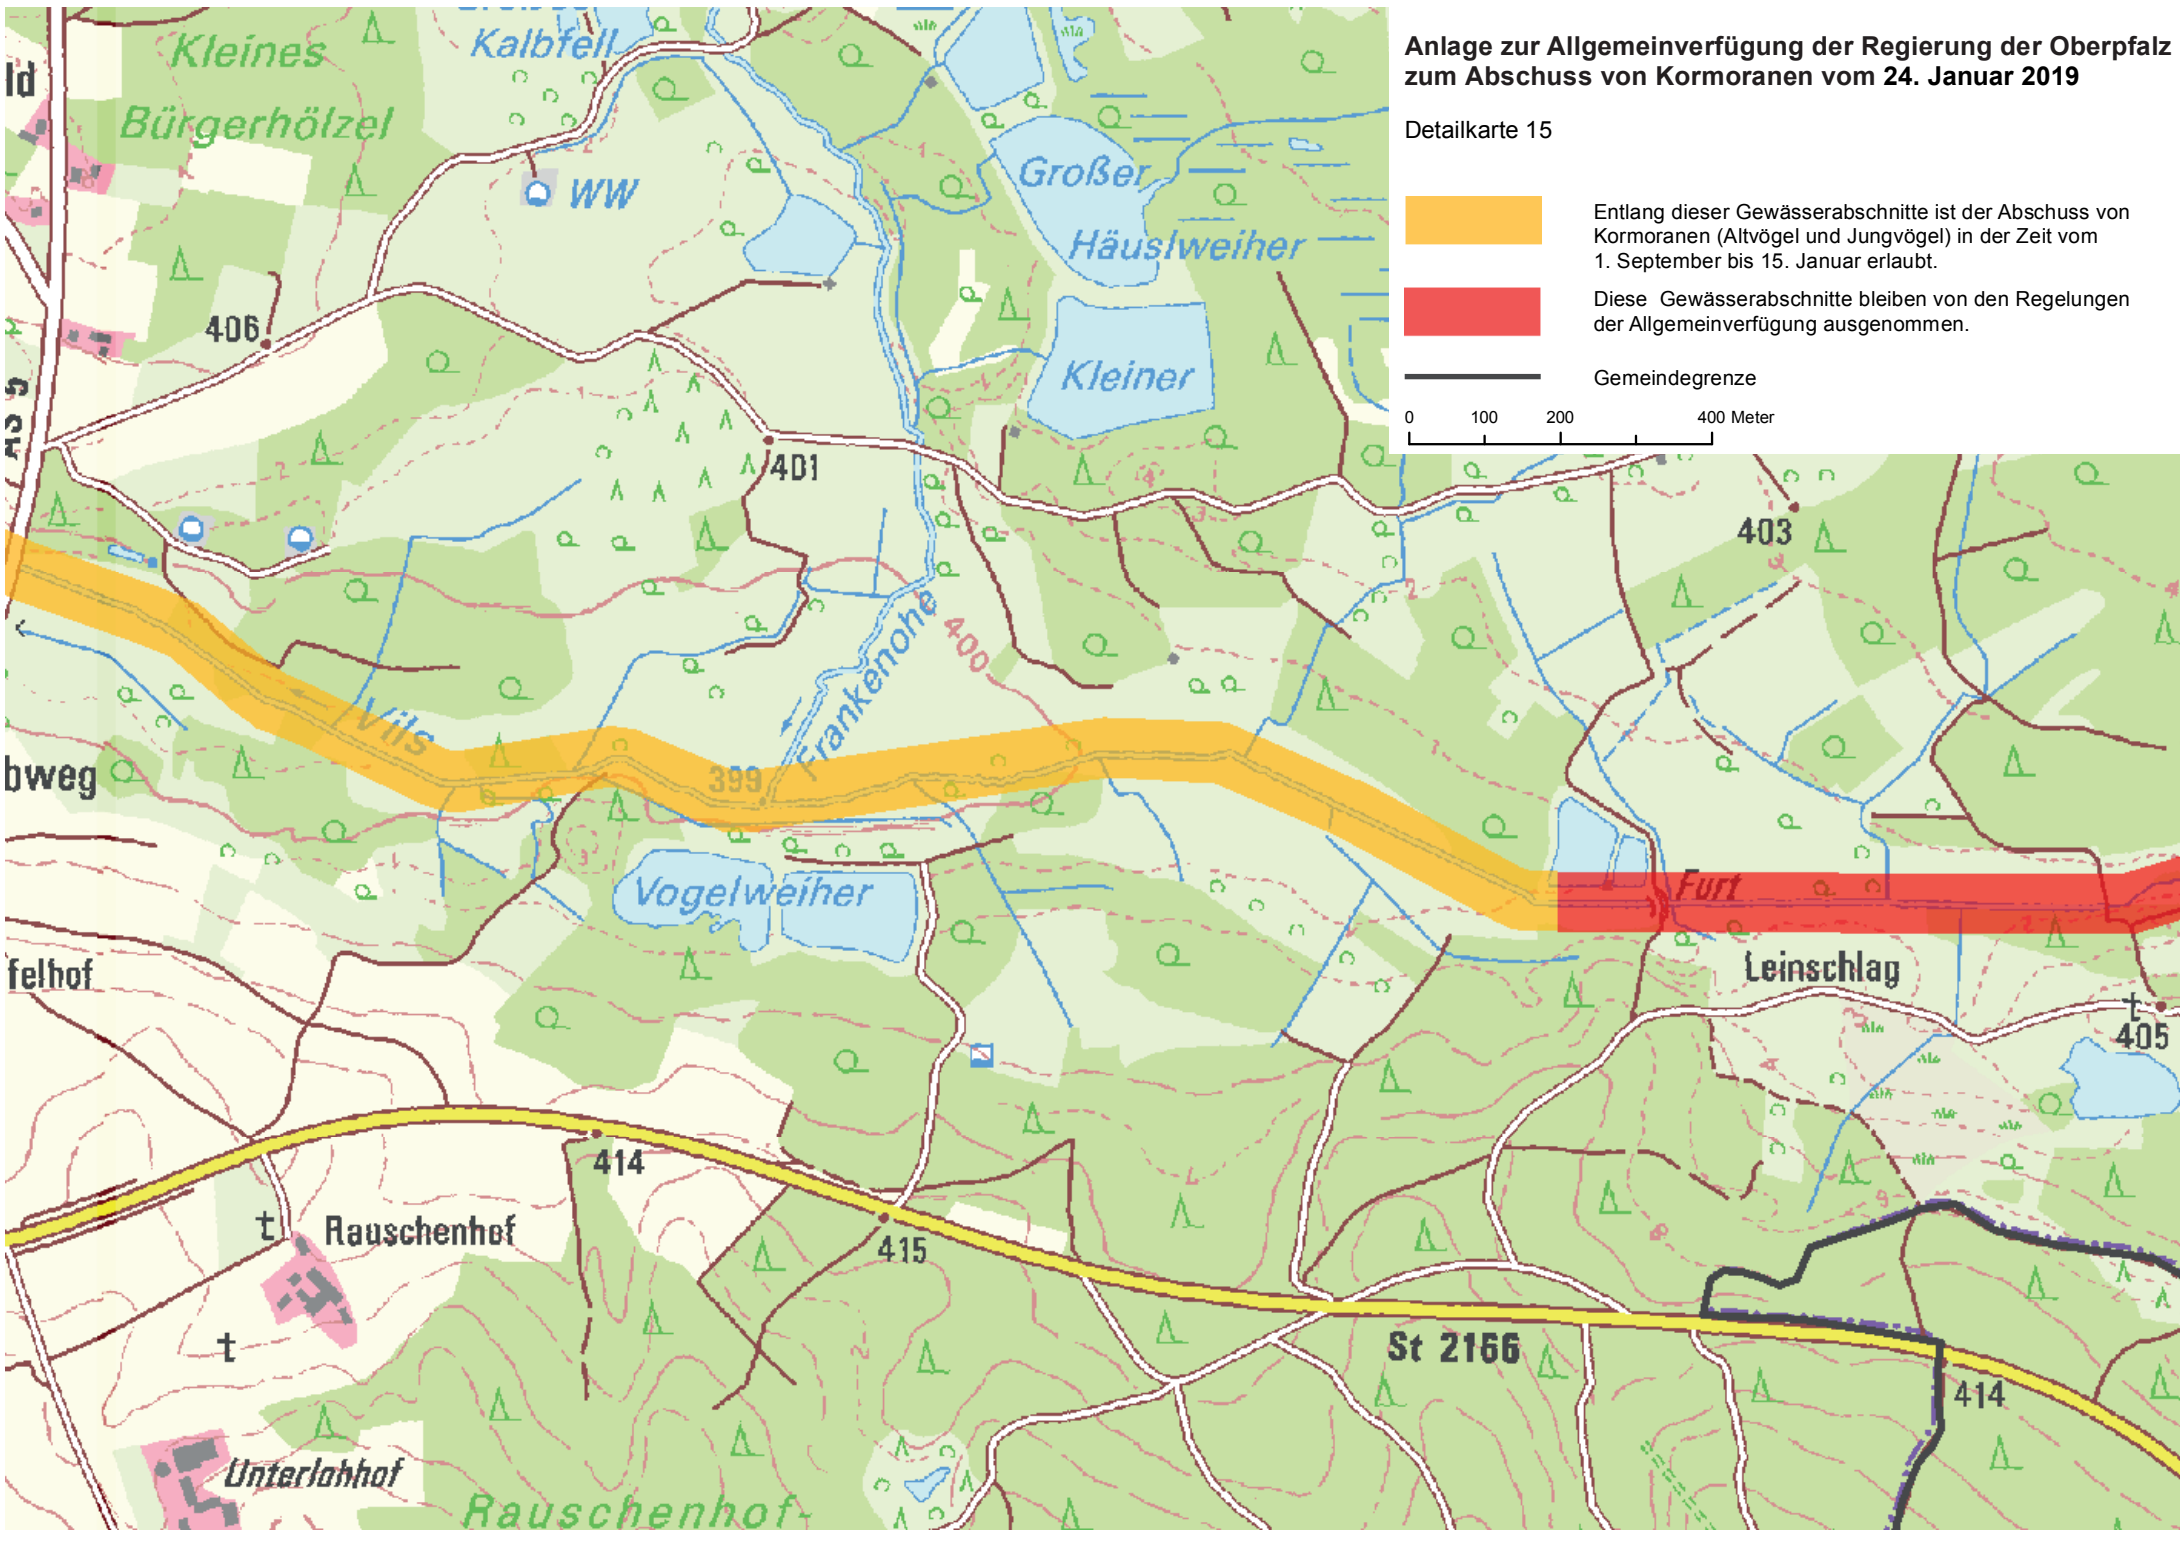 Anlage zur Allgemeinverfügung der Regierung der Oberpfalz
zum Abschuss von Kormoranen vom 24. Januar 2019
Detailkarte 15
Entlang dieser Gewässerabschnitte ist der Abschuss von
Kormoranen (Altvögel und Jungvögel) in der Zeit vom
1. September bis 15. Januar erlaubt.
Diese Gewässerabschnitte bleiben von den Regelungen
der Allgemeinverfügung ausgenommen.
Gemeindegrenze
0 100 200 400 Meter
Kleines
Bürgerhölzel
Kalbfell
ld
WW
Großer
Häuslweiher
Kleiner
406
401
403
AS 5
Frankenohe
400
Vils
399
bweg
Vogelweiher
Furt
Leinschlag
felhof
405
414
Rauschenhof
415
St 2166
414
Unterlohhof
Rauschenhof-